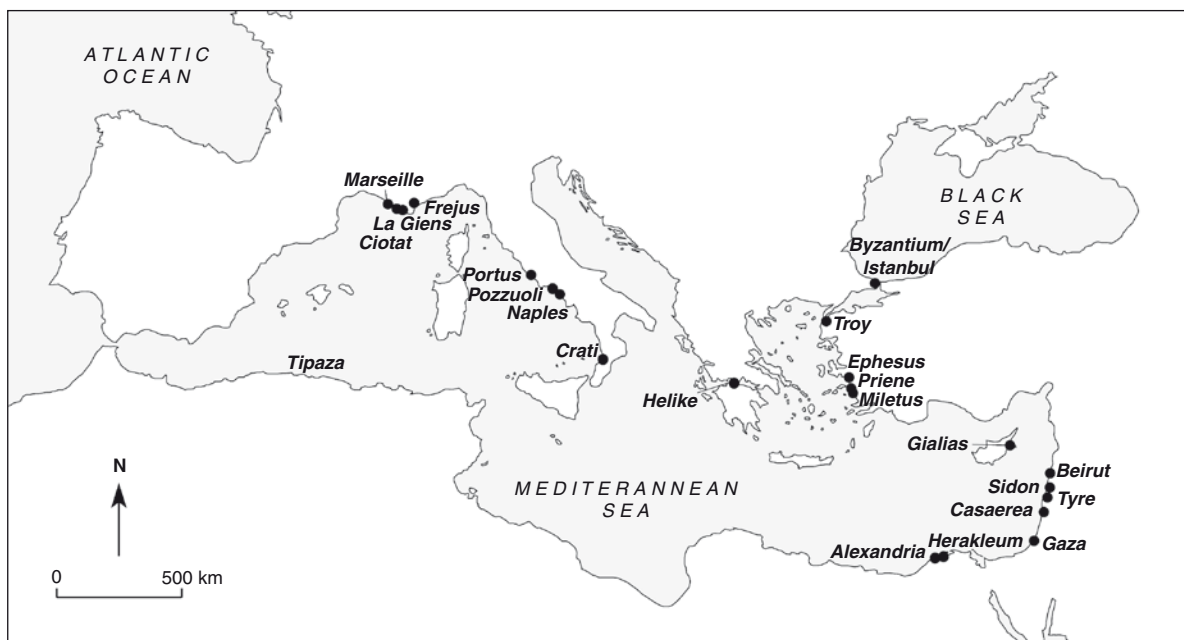 ATLANTIC
OCEAN
Marseille
Frejus
La Giens
Ciotat
BLACK
SEA
Byzantium/
Istanbul
Portus
Pozzuoli
Naples
Troy
Crati
Tipaza
Ephesus
Priene
Miletus
Helike
Gialias
N
Beirut
MEDITERANNEAN
SEA
Sidon
Tyre
Casaerea
Alexandria
Herakleum
Gaza
0 500 km